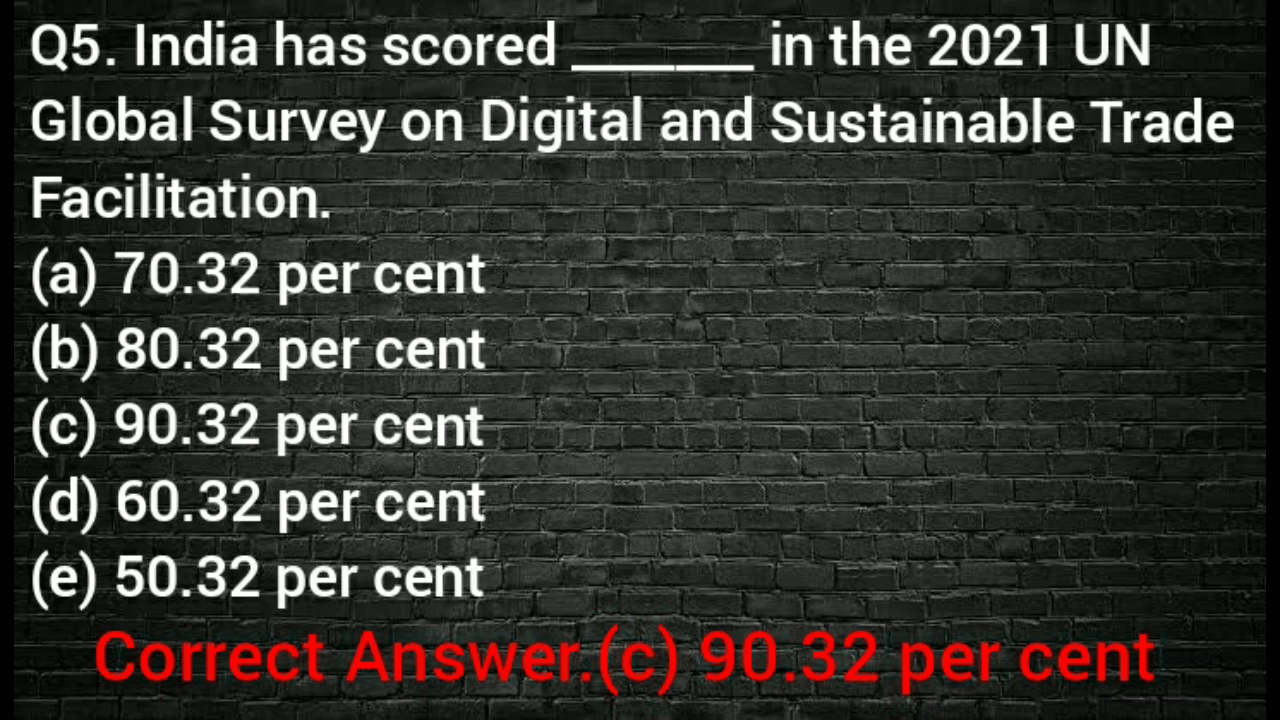 Q5. India has scored ________ in the 2021 UN
Global Survey on Digital and Sustainable Trade
Facilitation.
(a) 70.32 per cent
(b) 80.32 per cent
(c) 90.32 per cent
(d) 60.32 per cent
(e) 50.32 per cent
Correct Answer.(c) 90.32 per cent